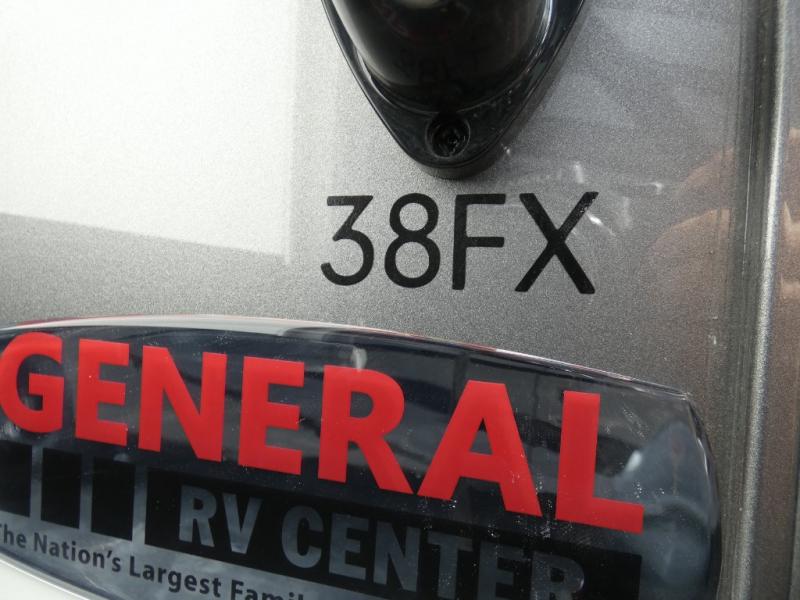 38FX
GENERAL
RV CENTER
The Nation's Largest